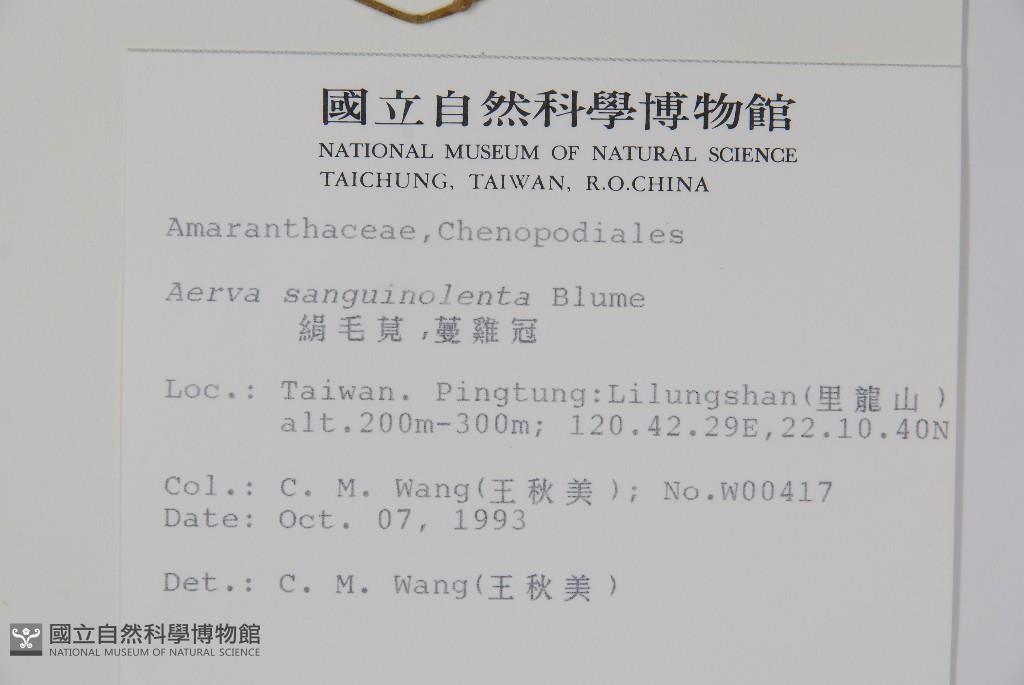 國立自然科學博物館
NATIONAL MUSEUM OF NATURAL SCIENCE
TAICHUNG, TAIWAN, R.O.CHINA
Amaranthaceae,Chenopodiales
Aerva sanguinolenta Blume
絹毛莧,蔓雞冠
Loc.: Taiwan. Pingtung:Lilungshan(里龍山)
alt.200m-300m; 120.42.29E,22.10.40N
Col.: C. M. Wang(王秋美); No.W00417
Date: Oct. 07, 1993
Det.: C. M. Wang(王秋美)
國立自然科學博物館
NATIONAL MUSEUM OF NATURAL SCIENCE